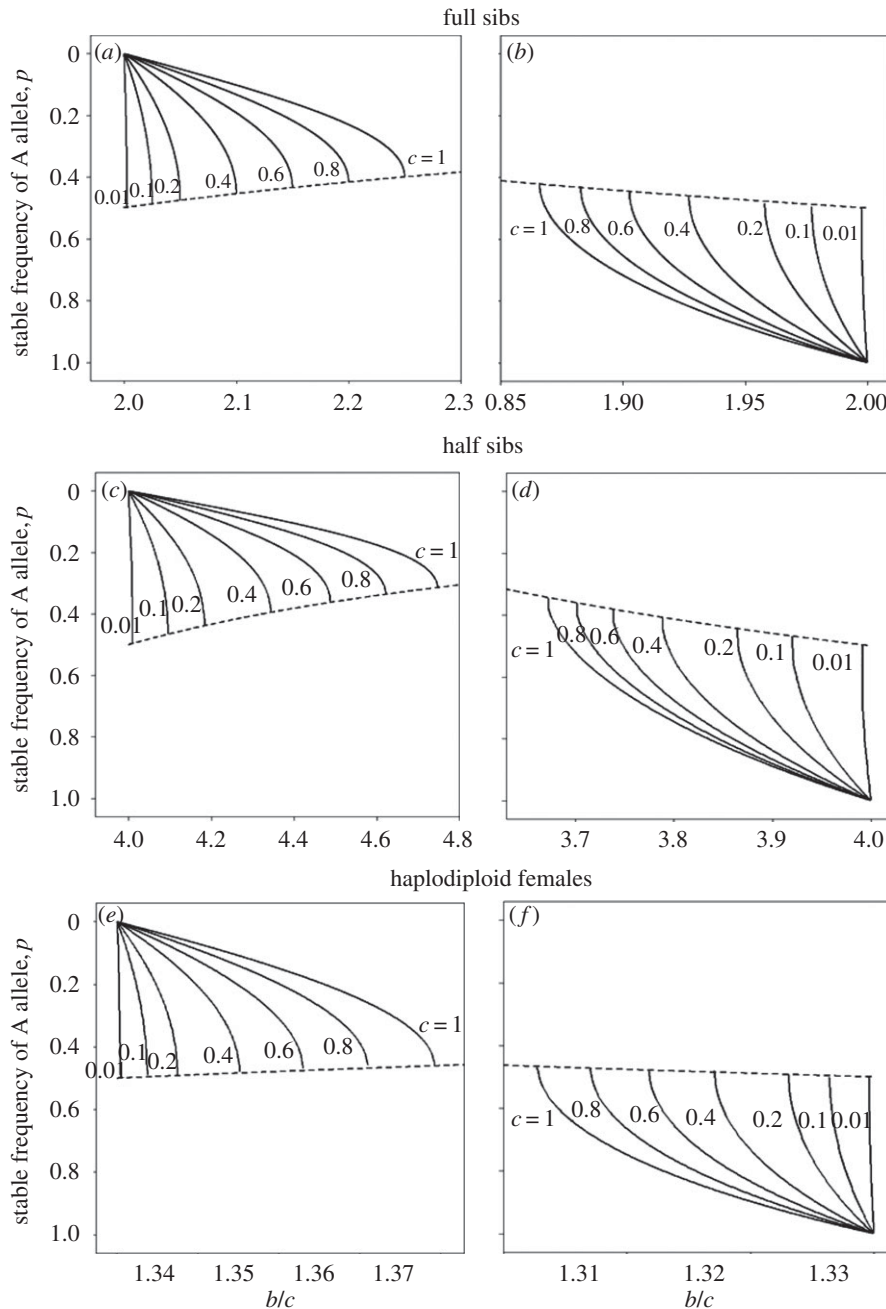 full sibs
(a)
(b)
stable frequency of A allele, p
0
0.2
0.4
0.6
0.8
1.0
0.01
0.1
0.2
0.4
0.6
0.8
c = 1
c = 1
0.8
0.6
0.4
0.2
0.1
0.01
2.0 2.1 2.2 2.3
0.85 1.90 1.95 2.00
half sibs
(c)
(d)
stable frequency of A allele, p
0
0.2
0.4
0.6
0.8
1.0
0.01
0.1
0.2
0.4
0.6
0.8
c = 1
c = 1
0.8
0.6
0.4
0.2
0.1
0.01
4.0 4.2 4.4 4.6 4.8
3.7 3.8 3.9 4.0
haplodiploid females
(e)
(f)
stable frequency of A allele, p
0
0.2
0.4
0.6
0.8
1.0
0.01
0.1
0.2
0.4
0.6
0.8
c = 1
c = 1
0.8
0.6
0.4
0.2
0.1
0.01
1.34 1.35 1.36 1.37
1.31 1.32 1.33
b/c
b/c